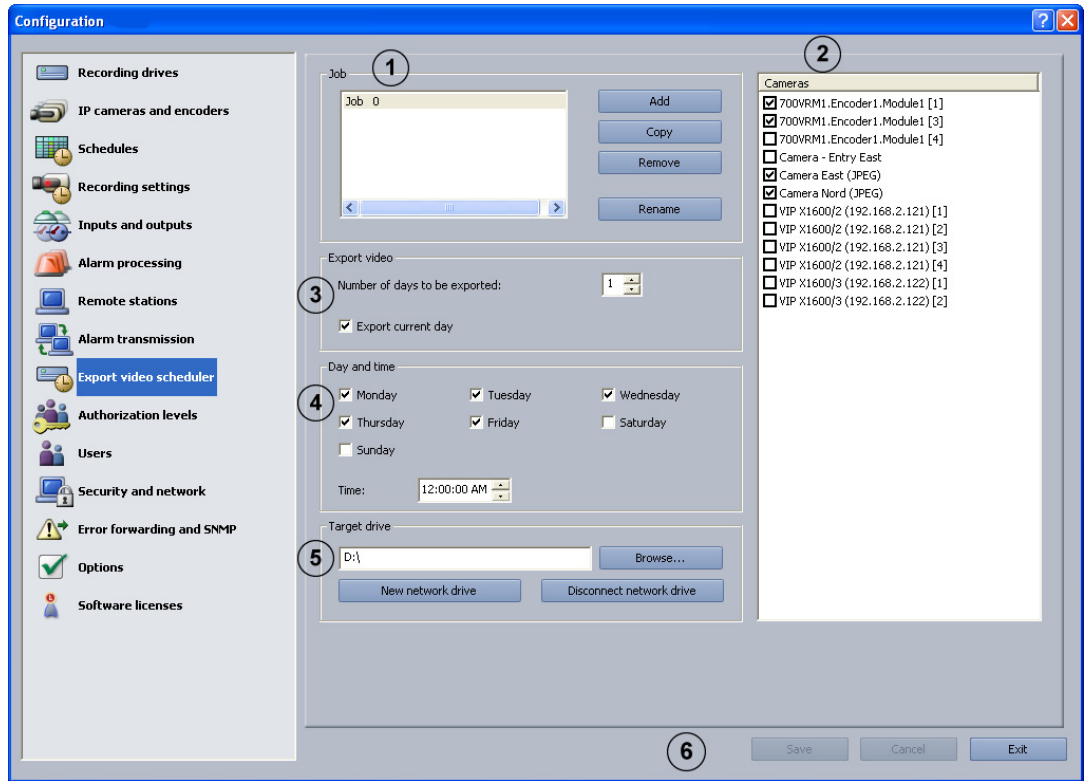 Configuration
Recording drives
IP cameras and encoders
Schedules
Recording settings
Inputs and outputs
Alarm processing
Remote stations
Alarm transmission
Export video scheduler
Authorization levels
Users
Security and network
Error forwarding and SNMP
Options
Software licenses
1
Job
Job 0
Add
Copy
Remove
Rename
3
Export video
Number of days to be exported:
1
Export current day
4
Day and time
Monday
Tuesday
Wednesday
Thursday
Friday
Saturday
Sunday
Time:
12:00:00 AM
5
Target drive
D:\
Browse...
New network drive
Disconnect network drive
2
Cameras
700VRM1.Encoder1.Module1 [1]
700VRM1.Encoder1.Module1 [3]
700VRM1.Encoder1.Module1 [4]
Camera - Entry East
Camera East (JPEG)
Camera Nord (JPEG)
VIP X1600/2 (192.168.2.121) [1]
VIP X1600/2 (192.168.2.121) [2]
VIP X1600/2 (192.168.2.121) [3]
VIP X1600/2 (192.168.2.121) [4]
VIP X1600/3 (192.168.2.122) [1]
VIP X1600/3 (192.168.2.122) [2]
6
Save
Cancel
Exit